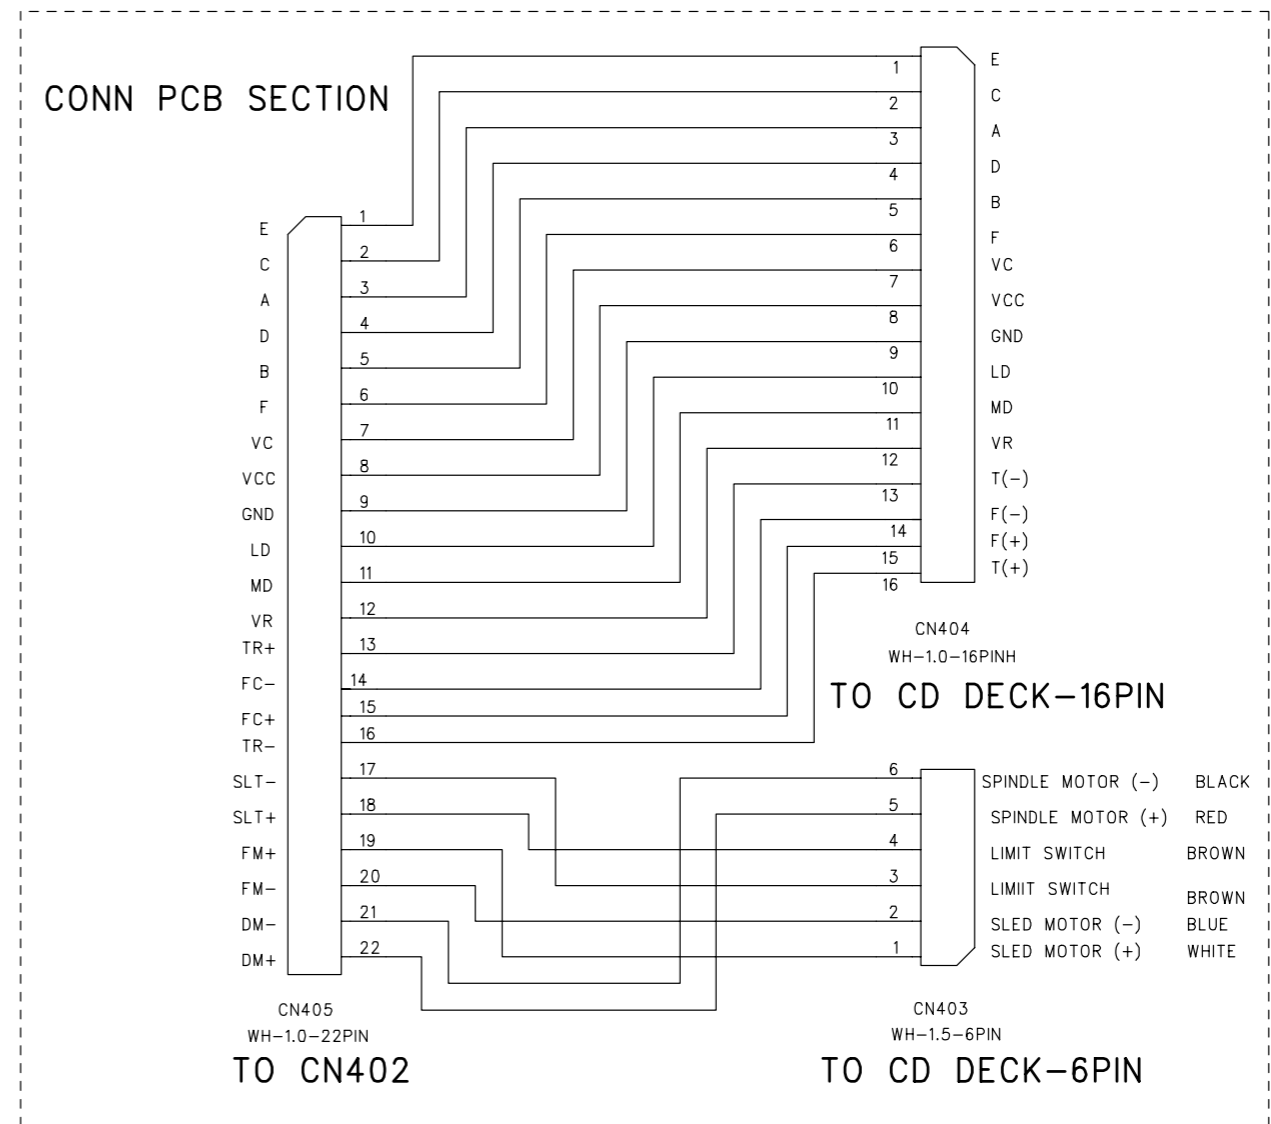 CONN PCB SECTION
E 1
C 2
A 3
D 4
B 5
F 6
VC 7
VCC 8
GND 9
LD 10
MD 11
VR 12
TR+ 13
FC- 14
FC+ 15
TR- 16
SLT- 17
SLT+ 18
FM+ 19
FM- 20
DM- 21
DM+ 22
CN405
WH-1.0-22PIN
TO CN402
1 E
2 C
3 A
4 D
5 B
6 F
7 VC
8 VCC
9 GND
10 LD
11 MD
12 VR
13 T(-)
14 F(-)
15 F(+)
16 T(+)
CN404
WH-1.0-16PINH
TO CD DECK-16PIN
6 SPINDLE MOTOR (-) BLACK
5 SPINDLE MOTOR (+) RED
4 LIMIT SWITCH BROWN
3 LIMIIT SWITCH BROWN
2 SLED MOTOR (-) BLUE
1 SLED MOTOR (+) WHITE
CN403
WH-1.5-6PIN
TO CD DECK-6PIN